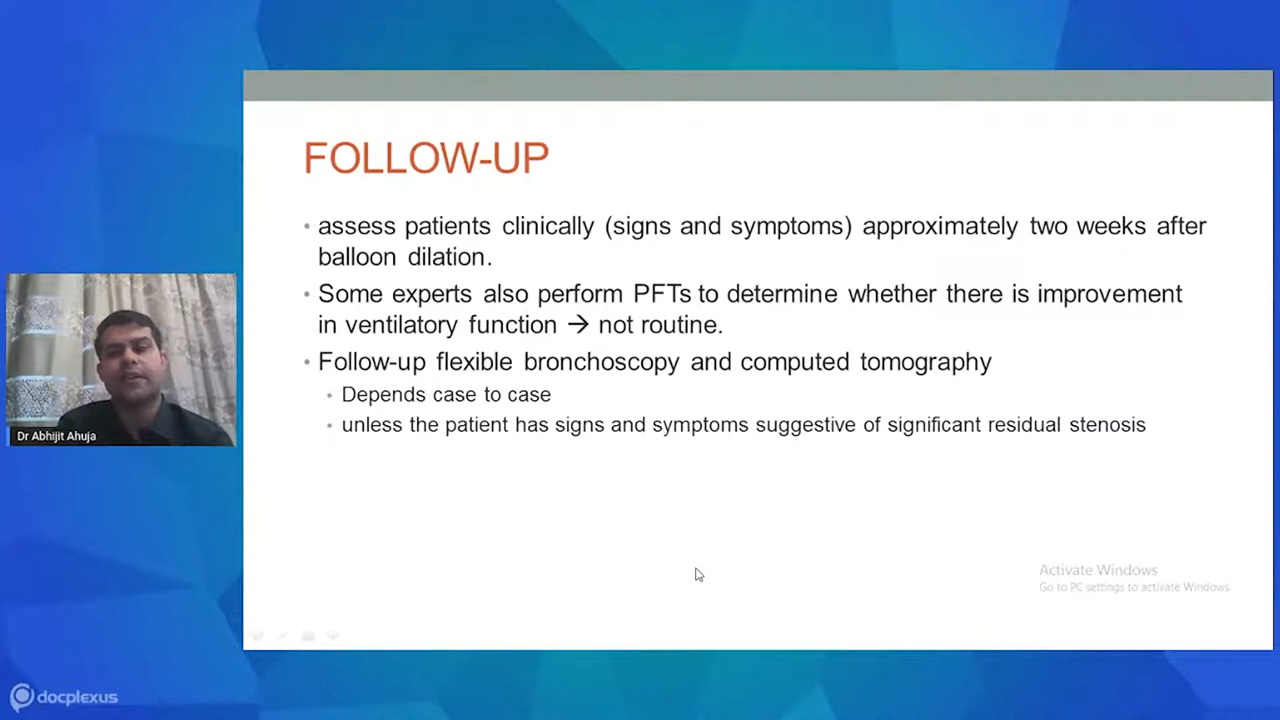 FOLLOW-UP
• assess patients clinically (signs and symptoms) approximately two weeks after
balloon dilation.
• Some experts also perform PFTs to determine whether there is improvement
in ventilatory function → not routine.
• Follow-up flexible bronchoscopy and computed tomography
• Depends case to case
• unless the patient has signs and symptoms suggestive of significant residual stenosis
Dr Abhijit Ahuja
Activate Windows
Go to PC settings to activate Windows.
docplexus